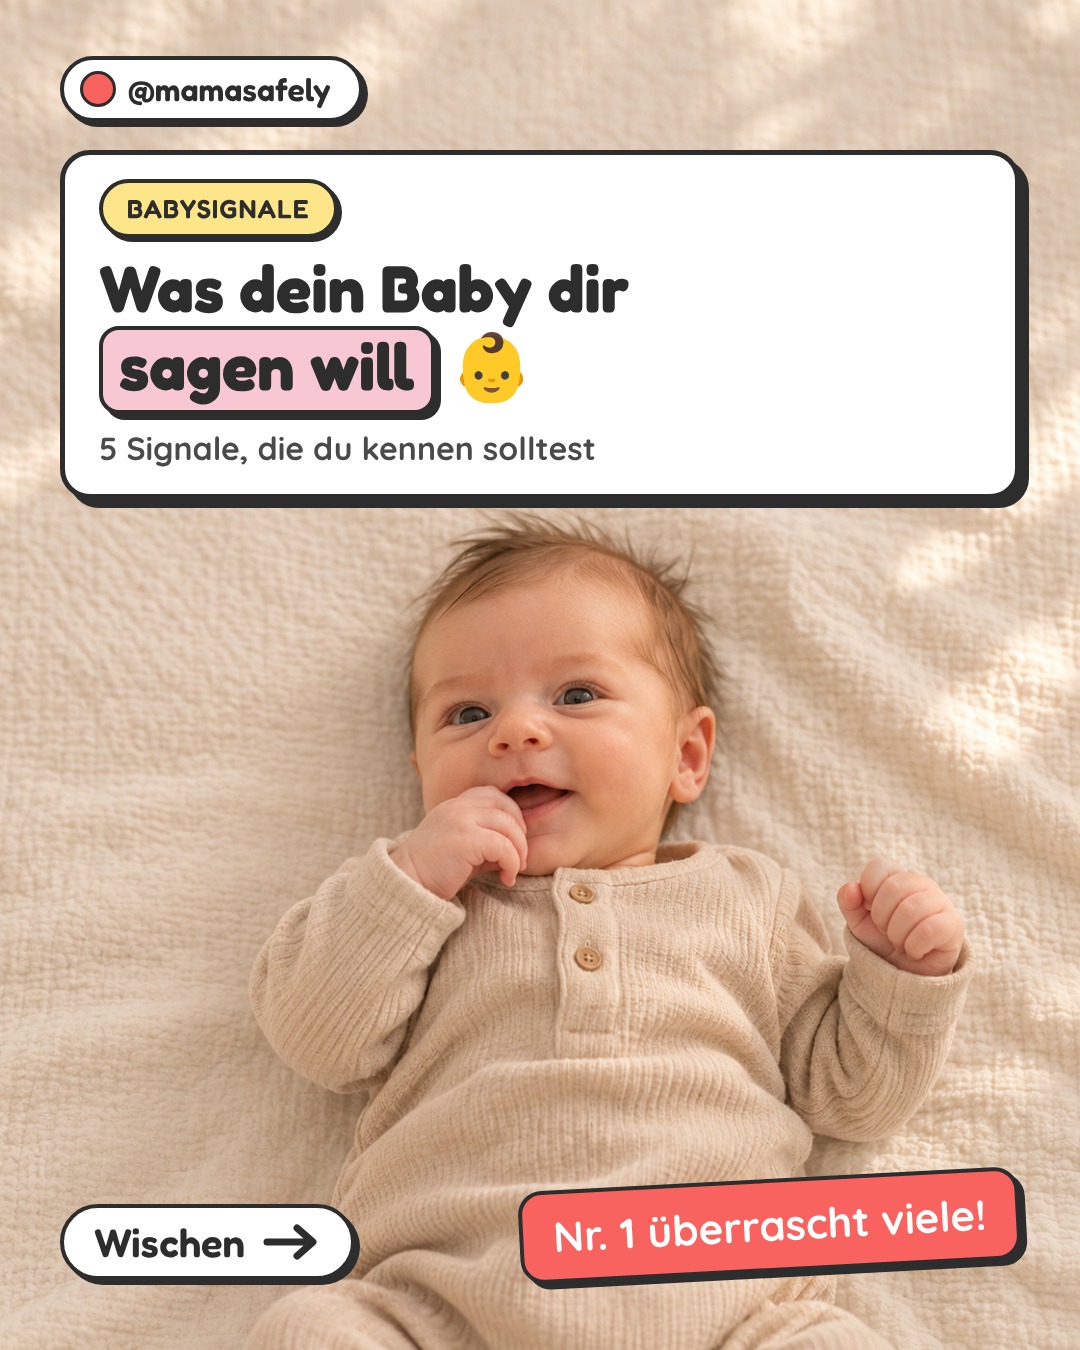 @mamasafely
BABYSIGNALE
Was dein Baby dir
sagen will 👶
5 Signale, die du kennen solltest
Wischen →
Nr. 1 überrascht viele!